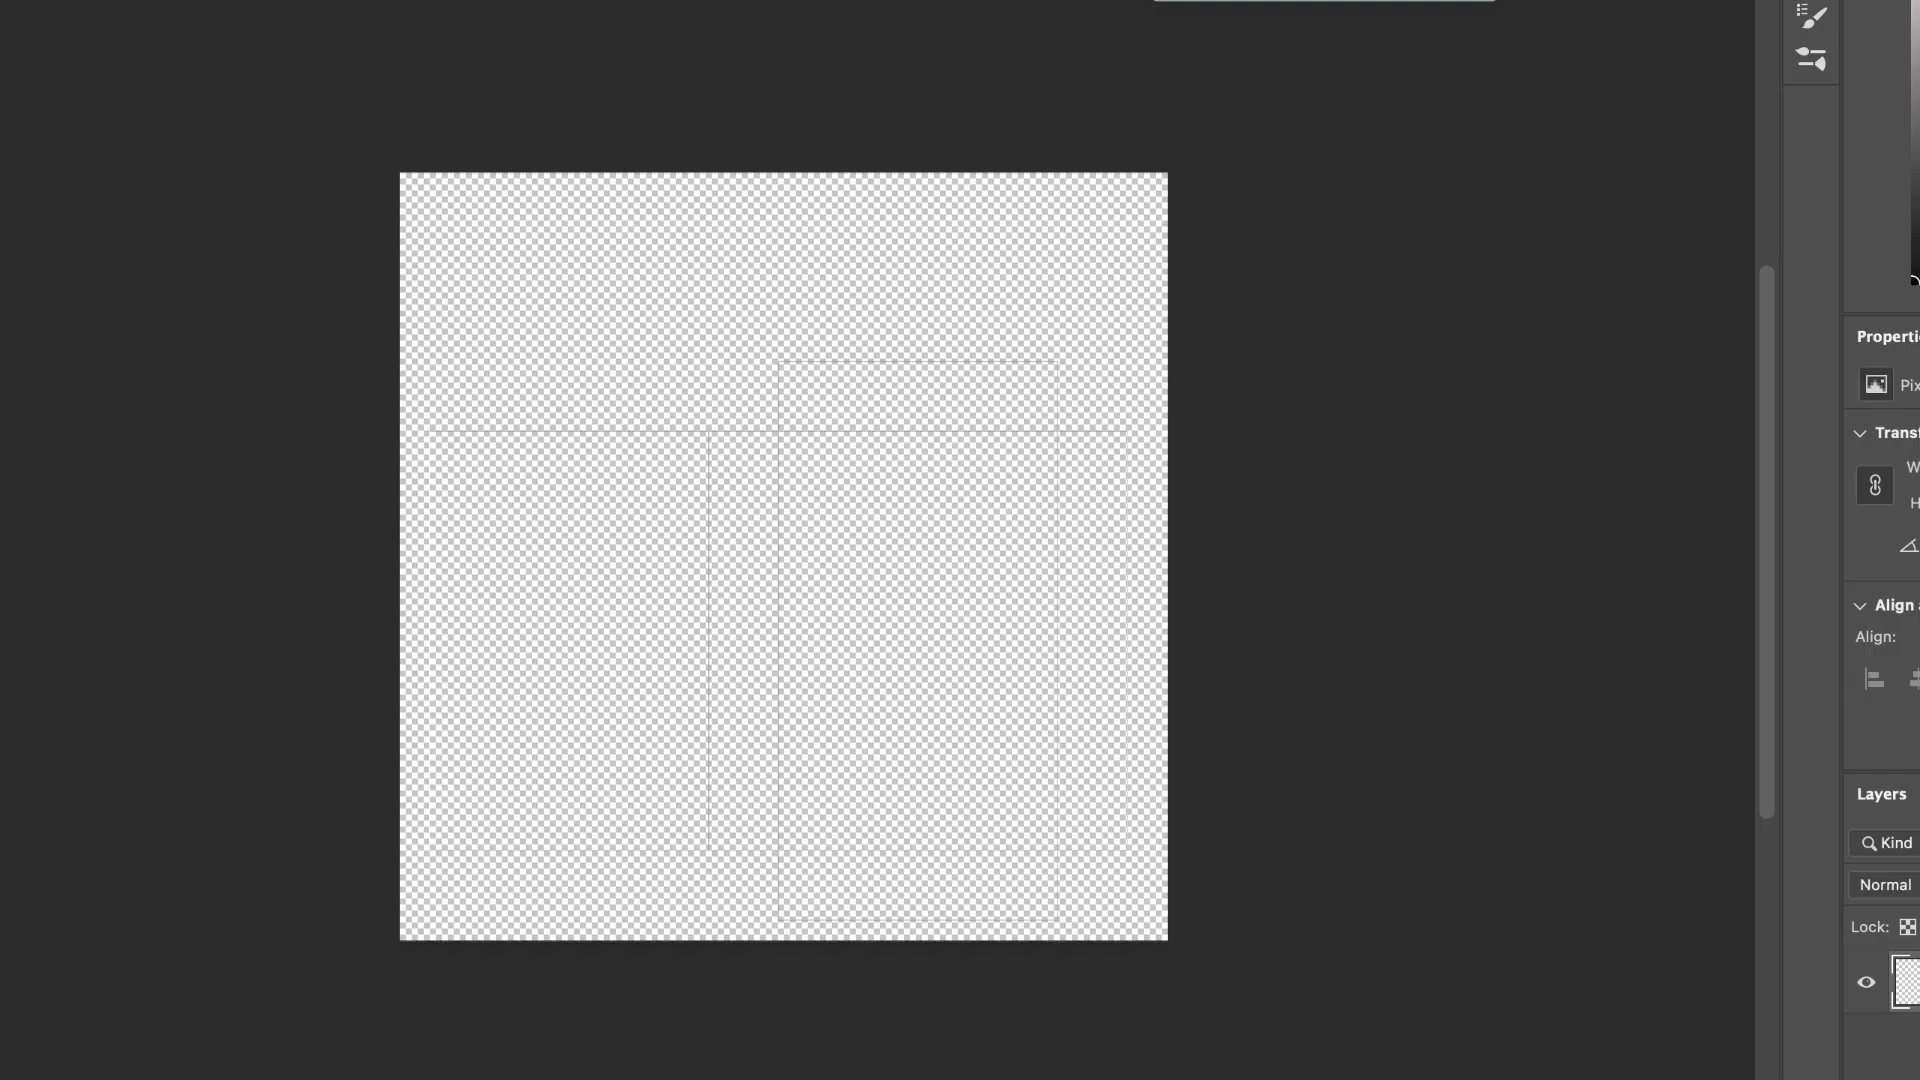 Properti
Pix
Transf
W
H
Align a
Align:
Layers
Kind
Normal
Lock: